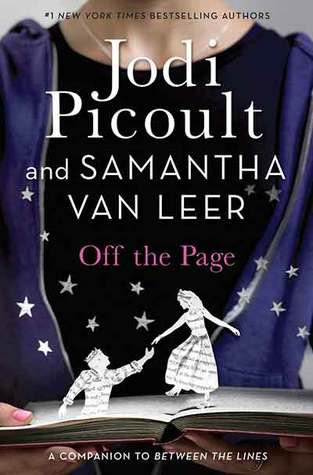 #1 NEW YORK TIMES BESTSELLING AUTHORS
Jodi
Picoult
and SAMANTHA
VAN LEER
Off the Page
A COMPANION TO BETWEEN THE LINES